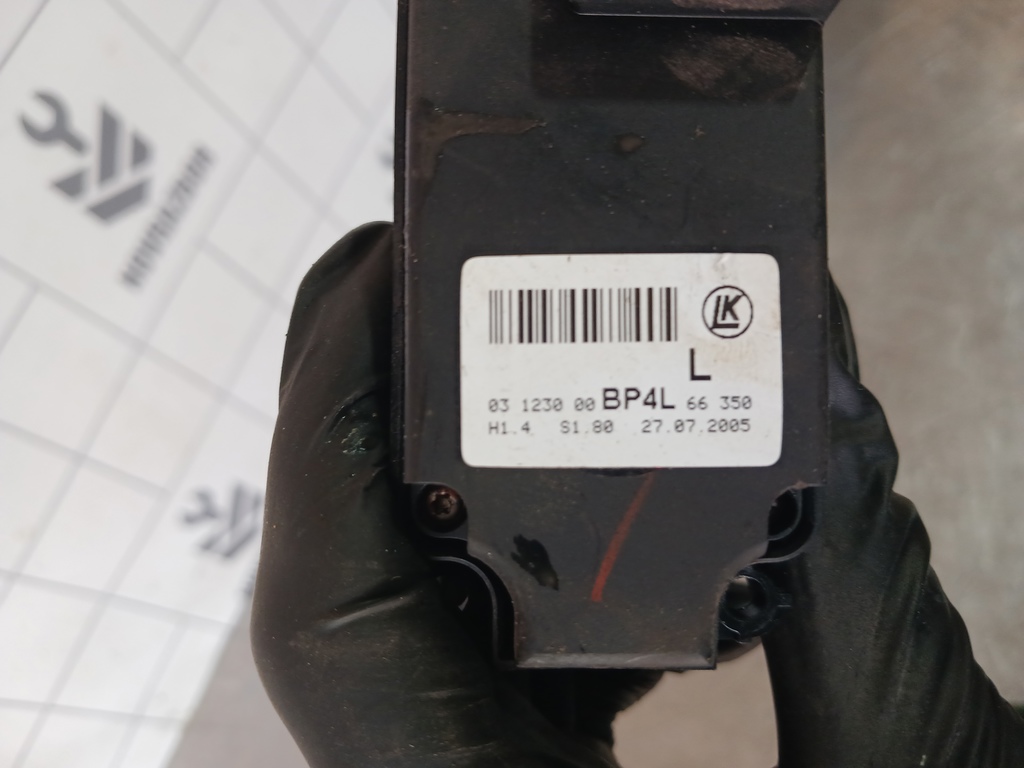 LK
L
03 1230 00 BP4L 66 350
H1.4 S1.80 27.07.2005